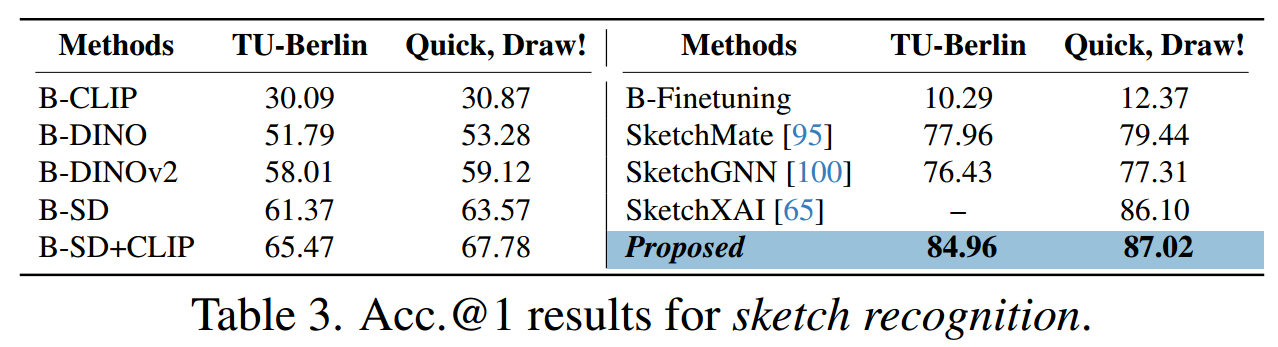 Methods TU-Berlin Quick, Draw! Methods TU-Berlin Quick, Draw!
B-CLIP 30.09 30.87 B-Finetuning 10.29 12.37
B-DINO 51.79 53.28 SketchMate [95] 77.96 79.44
B-DINOv2 58.01 59.12 SketchGNN [100] 76.43 77.31
B-SD 61.37 63.57 SketchXAI [65] – 86.10
B-SD+CLIP 65.47 67.78 Proposed 84.96 87.02
Table 3. Acc.@1 results for sketch recognition.